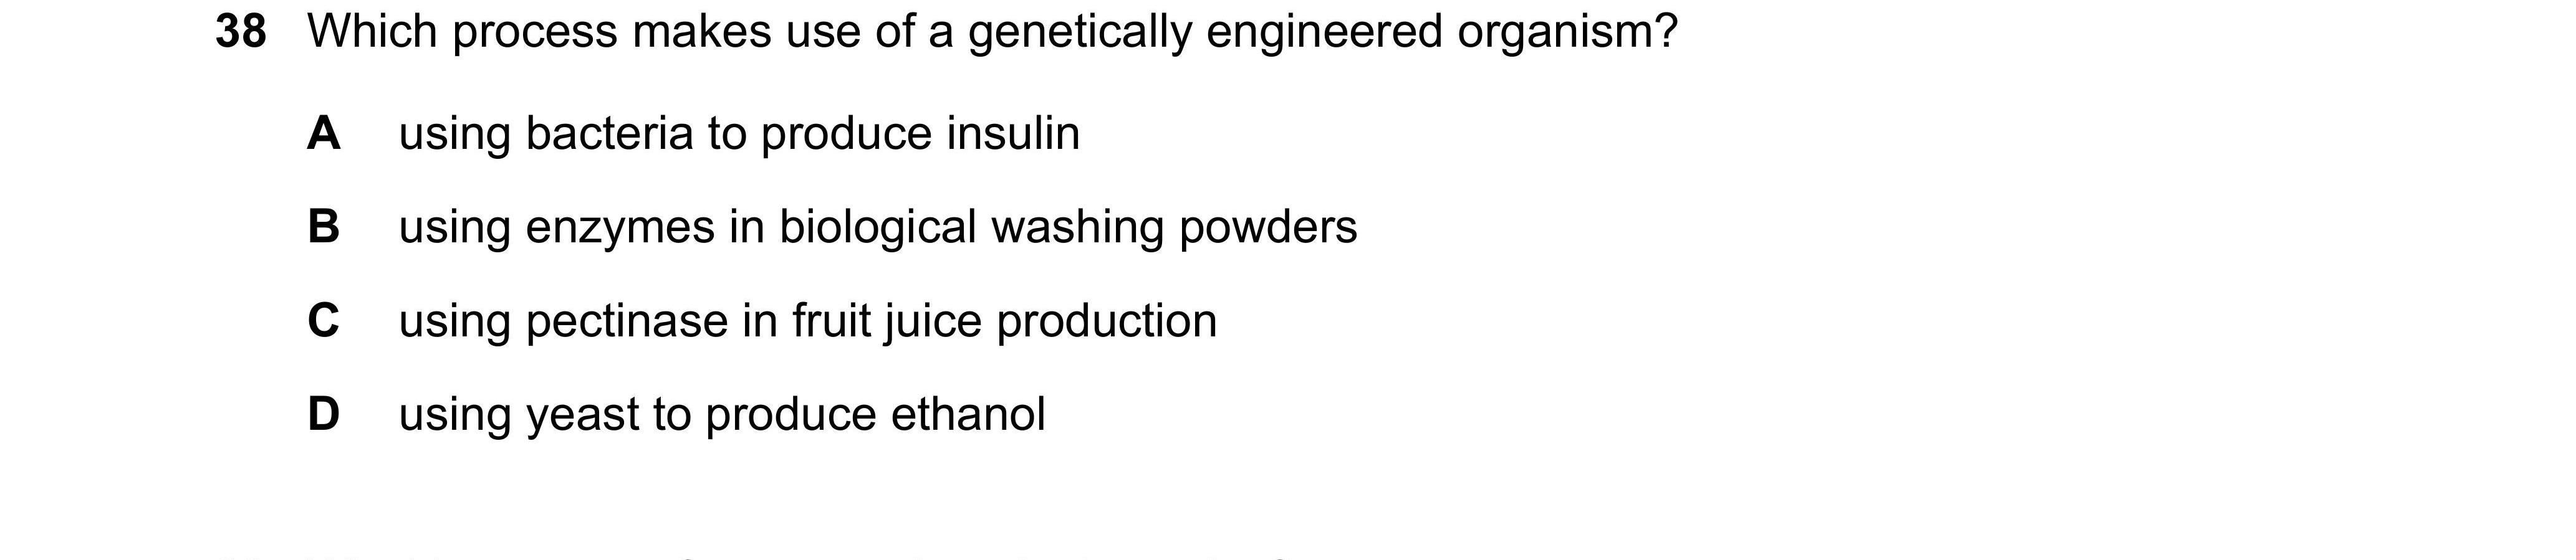 38 Which process makes use of a genetically engineered organism?
A using bacteria to produce insulin
B using enzymes in biological washing powders
C using pectinase in fruit juice production
D using yeast to produce ethanol